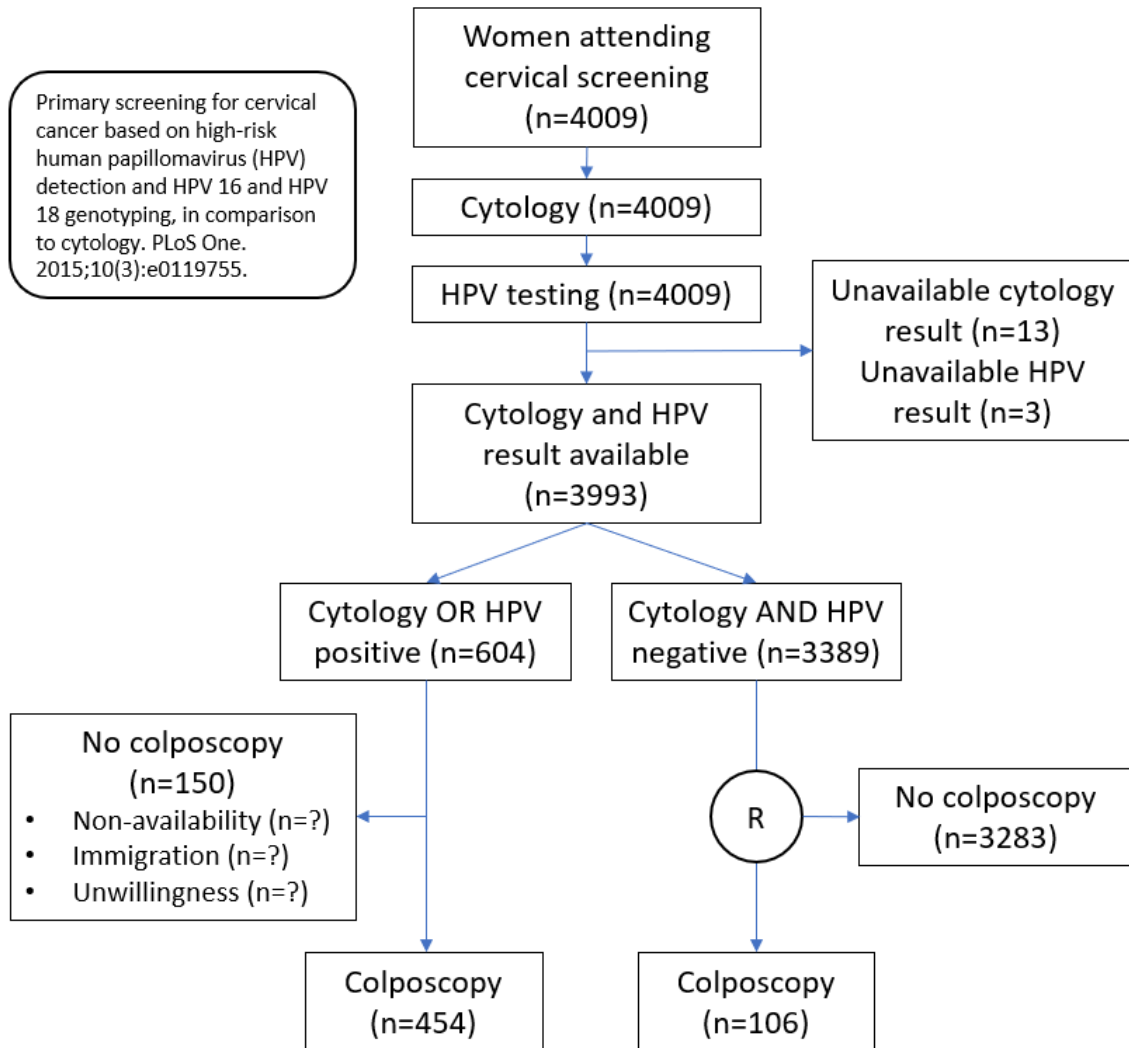 Women attending
cervical screening
(n=4009)
Primary screening for cervical
cancer based on high-risk
human papillomavirus (HPV)
detection and HPV 16 and HPV
18 genotyping, in comparison
to cytology. PLoS One.
2015;10(3):e0119755.
Cytology (n=4009)
HPV testing (n=4009)
Unavailable cytology
result (n=13)
Unavailable HPV
result (n=3)
Cytology and HPV
result available
(n=3993)
Cytology OR HPV
positive (n=604)
Cytology AND HPV
negative (n=3389)
No colposcopy
(n=150)
• Non-availability (n=?)
• Immigration (n=?)
• Unwillingness (n=?)
R
No colposcopy
(n=3283)
Colposcopy
(n=454)
Colposcopy
(n=106)